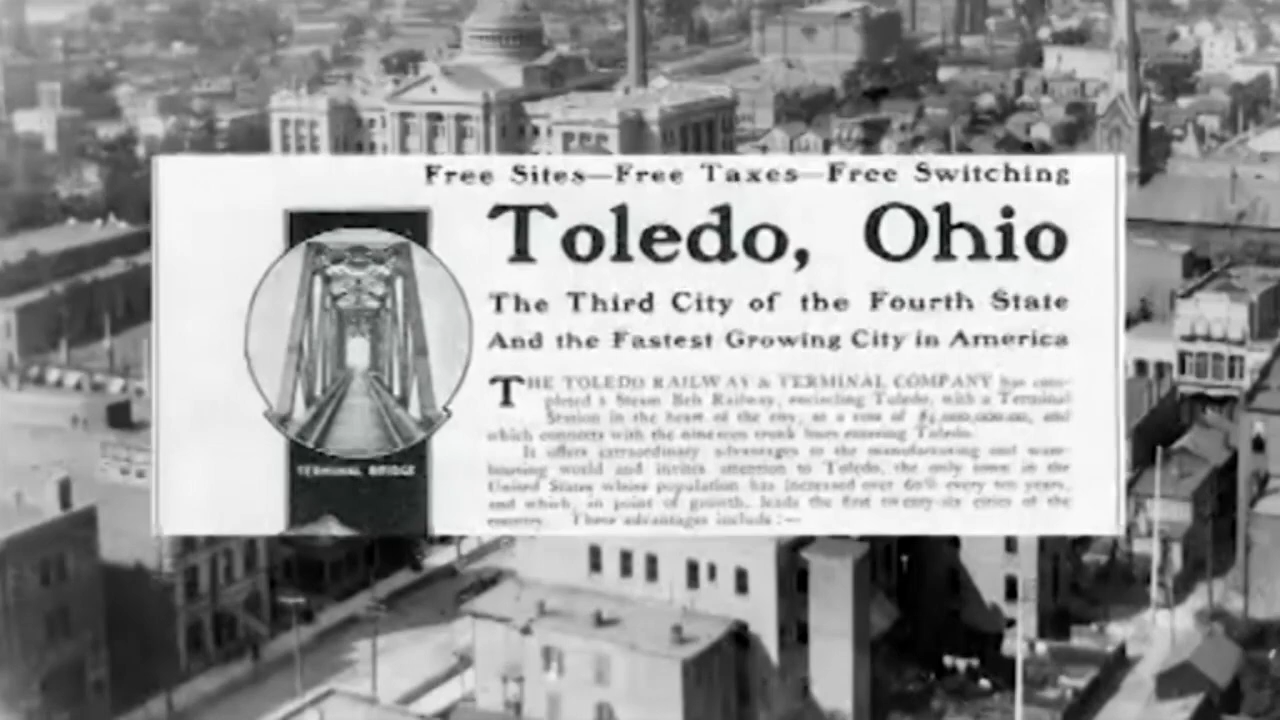 Free Sites—Free Taxes—Free Switching
Toledo, Ohio
The Third City of the Fourth State
And the Fastest Growing City in America
THE TOLEDO RAILWAY & TERMINAL COMPANY has com-
pleted a Steam Belt Railway, encircling Toledo, with a Terminal
Station in the heart of the city, at a cost of and
which connects with the nineteen trunk lines entering Toledo.
It offers extraordinary advantages to the manufacturing and ware-
housing world and invites attention to Toledo, the only town in the
United States whose population has increased over 60% every ten years,
and which, in point of growth, leads the first twenty-six cities of the
country. These advantages include:—
TERMINAL BRIDGE